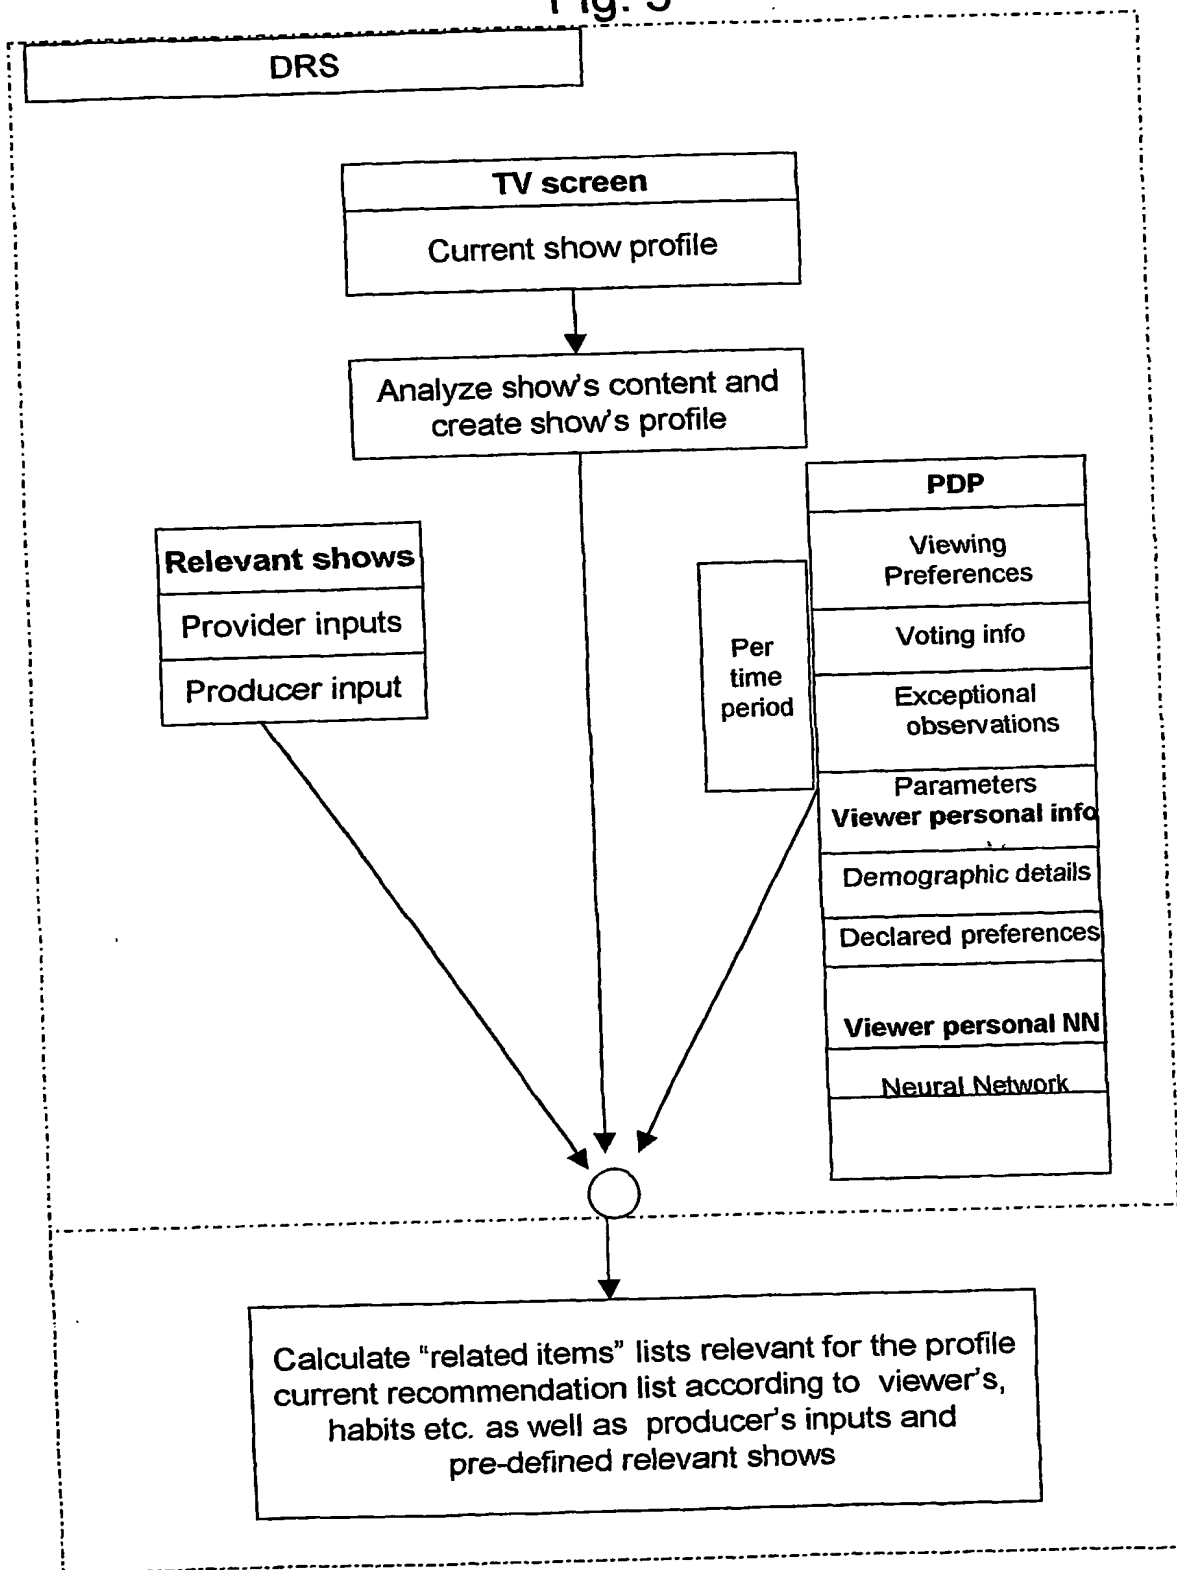 DRS
TV screen
Current show profile
Analyze show's content and
create show's profile
Relevant shows
Provider inputs
Producer input
Per
time
period
PDP
Viewing
Preferences
Voting info
Exceptional
observations
Parameters
Viewer personal info
Demographic details
Declared preferences
Viewer personal NN
Neural Network
Calculate "related items" lists relevant for the profile
current recommendation list according to viewer's,
habits etc. as well as producer's inputs and
pre-defined relevant shows